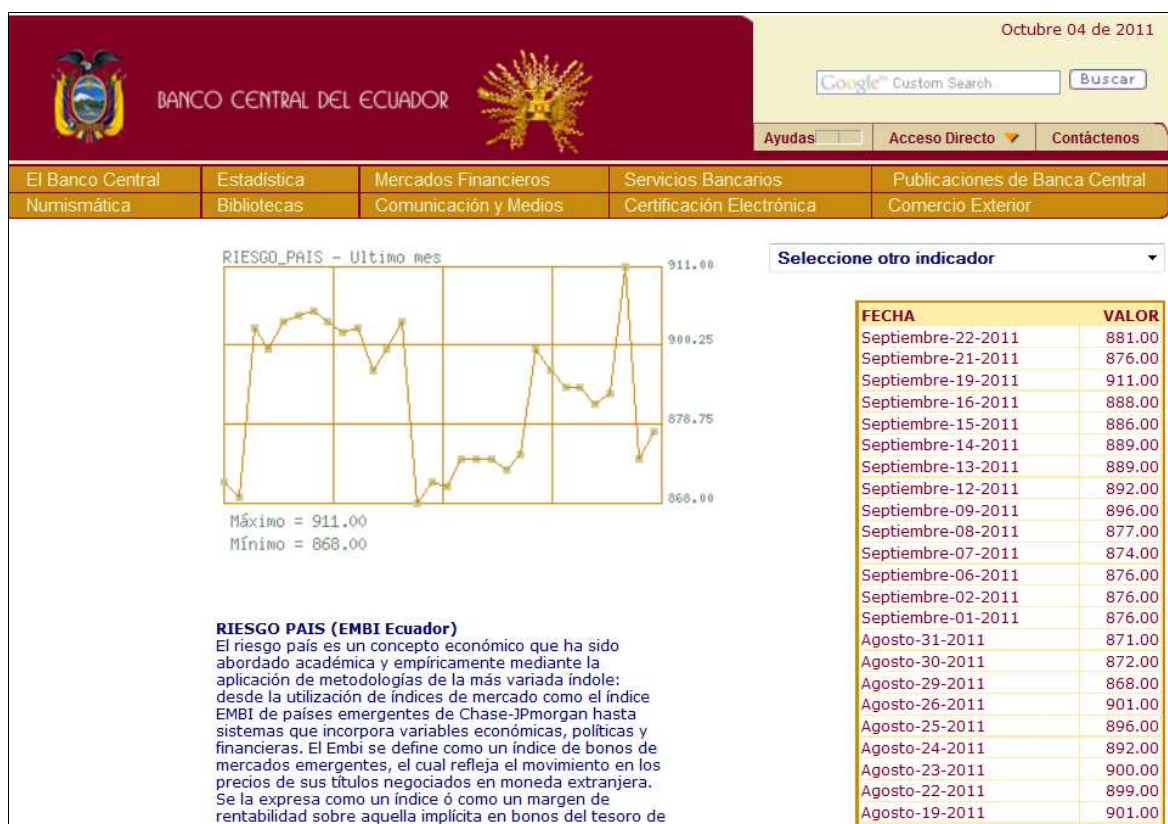 Octubre 04 de 2011
BANCO CENTRAL DEL ECUADOR
Google™ Custom Search
Buscar
Ayudas
Acceso Directo
Contáctenos
El Banco Central
Estadística
Mercados Financieros
Servicios Bancarios
Publicaciones de Banca Central
Numismática
Bibliotecas
Comunicación y Medios
Certificación Electrónica
Comercio Exterior
RIESGO_PAIS - Ultimo mes
911.00
900.25
878.75
868.00
Máximo = 911.00
Mínimo = 868.00
RIESGO PAIS (EMBI Ecuador)
El riesgo país es un concepto económico que ha sido
abordado académica y empíricamente mediante la
aplicación de metodologías de la más variada índole:
desde la utilización de índices de mercado como el índice
EMBI de países emergentes de Chase-JPmorgan hasta
sistemas que incorpora variables económicas, políticas y
financieras. El Embi se define como un índice de bonos de
mercados emergentes, el cual refleja el movimiento en los
precios de sus títulos negociados en moneda extranjera.
Se la expresa como un índice ó como un margen de
rentabilidad sobre aquella implícita en bonos del tesoro de
Seleccione otro indicador
FECHA VALOR
Septiembre-22-2011 881.00
Septiembre-21-2011 876.00
Septiembre-19-2011 911.00
Septiembre-16-2011 888.00
Septiembre-15-2011 886.00
Septiembre-14-2011 889.00
Septiembre-13-2011 889.00
Septiembre-12-2011 892.00
Septiembre-09-2011 896.00
Septiembre-08-2011 877.00
Septiembre-07-2011 874.00
Septiembre-06-2011 876.00
Septiembre-02-2011 876.00
Septiembre-01-2011 876.00
Agosto-31-2011 871.00
Agosto-30-2011 872.00
Agosto-29-2011 868.00
Agosto-26-2011 901.00
Agosto-25-2011 896.00
Agosto-24-2011 892.00
Agosto-23-2011 900.00
Agosto-22-2011 899.00
Agosto-19-2011 901.00